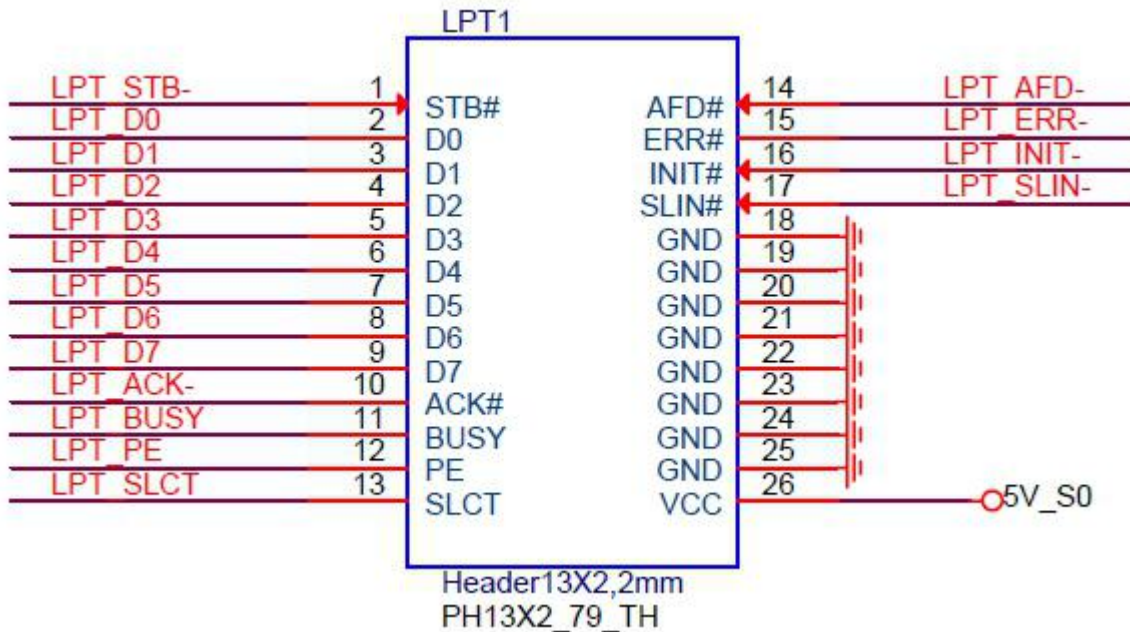 LPT1
LPT_STB- 1 STB# AFD# 14 LPT_AFD-
LPT_D0 2 D0 ERR# 15 LPT_ERR-
LPT_D1 3 D1 INIT# 16 LPT_INIT-
LPT_D2 4 D2 SLIN# 17 LPT_SLIN-
LPT_D3 5 D3 GND 18
LPT_D4 6 D4 GND 19
LPT_D5 7 D5 GND 20
LPT_D6 8 D6 GND 21
LPT_D7 9 D7 GND 22
LPT_ACK- 10 ACK# GND 23
LPT_BUSY 11 BUSY GND 24
LPT_PE 12 PE GND 25
LPT_SLCT 13 SLCT VCC 26 5V_S0
Header13X2,2mm
PH13X2_79_TH